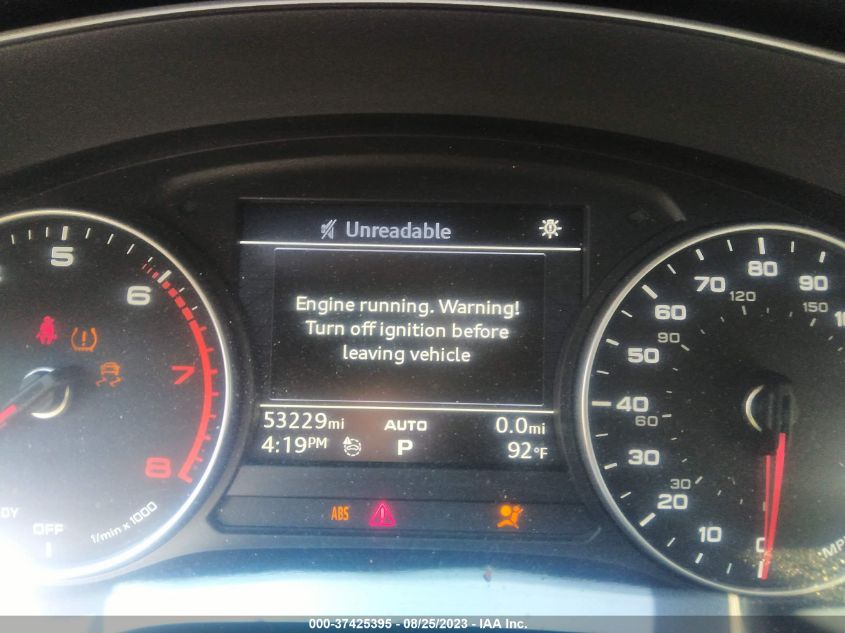 Unreadable
Engine running. Warning!
Turn off ignition before
leaving vehicle
53229mi AUTO 0.0mi
4:19PM P 92°F
ABS
5
6
7
8
1/min x 1000
OFF
0
10
20
30
40
50
60
70
80
90
30
60
90
120
150
000-37425395 - 08/25/2023 - IAA Inc.